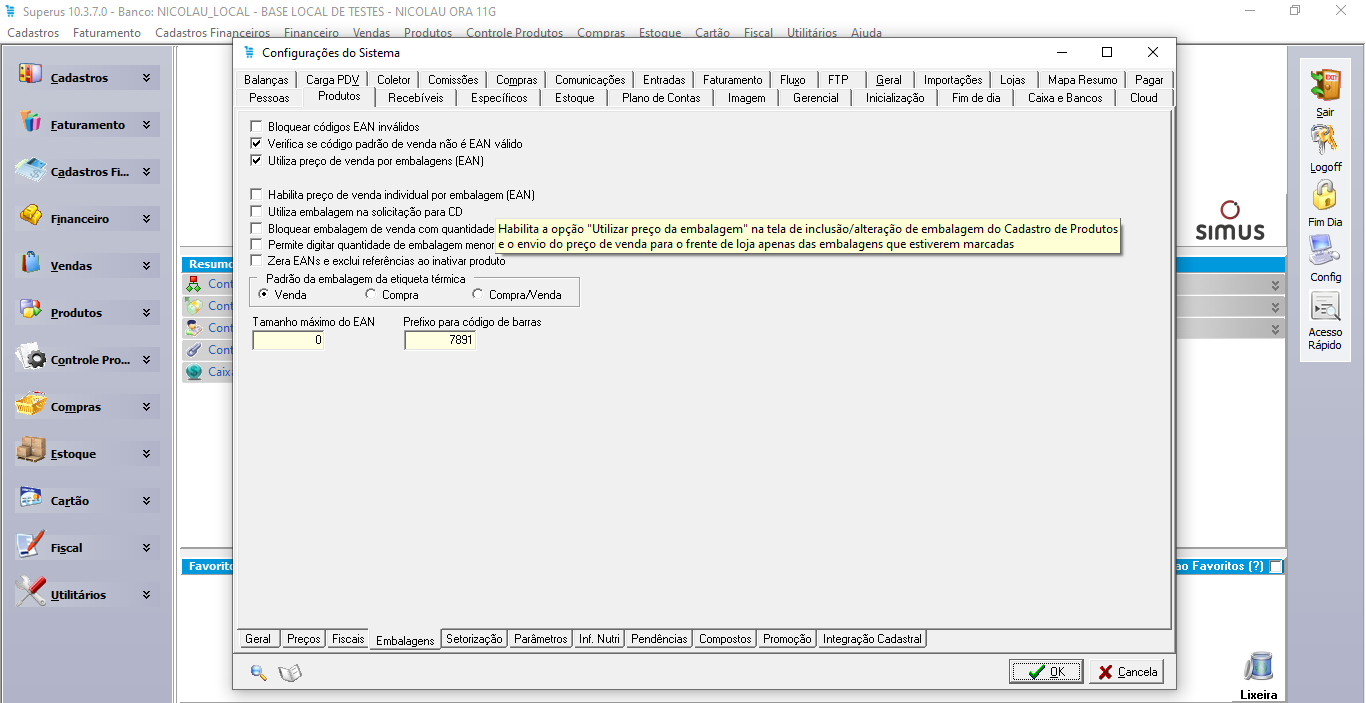 Superus 10.3.7.0 - Banco: NICOLAU_LOCAL - BASE LOCAL DE TESTES - NICOLAU ORA 11G
Cadastros Faturamento Cadastros Financeiros Financeiro Vendas Produtos Controle Produtos Compras Estoque Cartão Fiscal Utilitários Ajuda
Cadastros
Faturamento
Cadastros Fi...
Financeiro
Vendas
Produtos
Controle Pro...
Compras
Estoque
Cartão
Fiscal
Utilitários
Resumo
Cont
Cont
Cont
Cont
Caix
Favorito
Configurações do Sistema
Balanças Carga PDV Coletor Comissões Compras Comunicações Entradas Faturamento Fluxo FTP Geral Importações Lojas Mapa Resumo Pagar
Pessoas Produtos Recebíveis Específicos Estoque Plano de Contas Imagem Gerencial Inicialização Fim de dia Caixa e Bancos Cloud
Bloquear códigos EAN inválidos
Verifica se código padrão de venda não é EAN válido
Utiliza preço de venda por embalagens (EAN)
Habilita preço de venda individual por embalagem (EAN)
Utiliza embalagem na solicitação para CD
Bloquear embalagem de venda com quantidade
Permite digitar quantidade de embalagem menor
Habilita a opção "Utilizar preço da embalagem" na tela de inclusão/alteração de embalagem do Cadastro de Produtos
e o envio do preço de venda para o frente de loja apenas das embalagens que estiverem marcadas
Zera EANs e exclui referências ao inativar produto
Padrão da embalagem da etiqueta térmica
Venda Compra Compra/Venda
Tamanho máximo do EAN Prefixo para código de barras
0 7891
Geral Preços Fiscais Embalagens Setorização Parâmetros Inf. Nutri Pendências Compostos Promoção Integração Cadastral
OK Cancela
SIMUS
ao Favoritos (?)
EXIT
Sair
Logoff
Fim Dia
Config
Acesso
Rápido
Lixeira